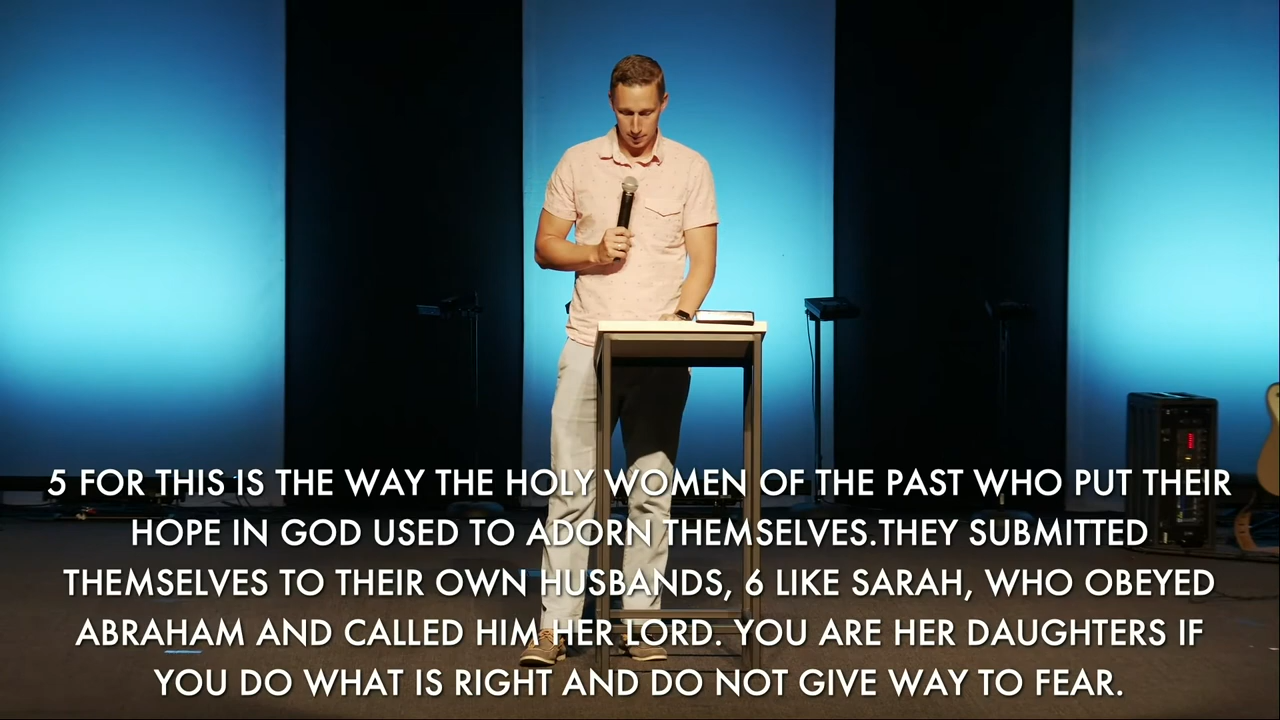 5 FOR THIS IS THE WAY THE HOLY WOMEN OF THE PAST WHO PUT THEIR
HOPE IN GOD USED TO ADORN THEMSELVES.THEY SUBMITTED
THEMSELVES TO THEIR OWN HUSBANDS, 6 LIKE SARAH, WHO OBEYED
ABRAHAM AND CALLED HIM HER LORD. YOU ARE HER DAUGHTERS IF
YOU DO WHAT IS RIGHT AND DO NOT GIVE WAY TO FEAR.